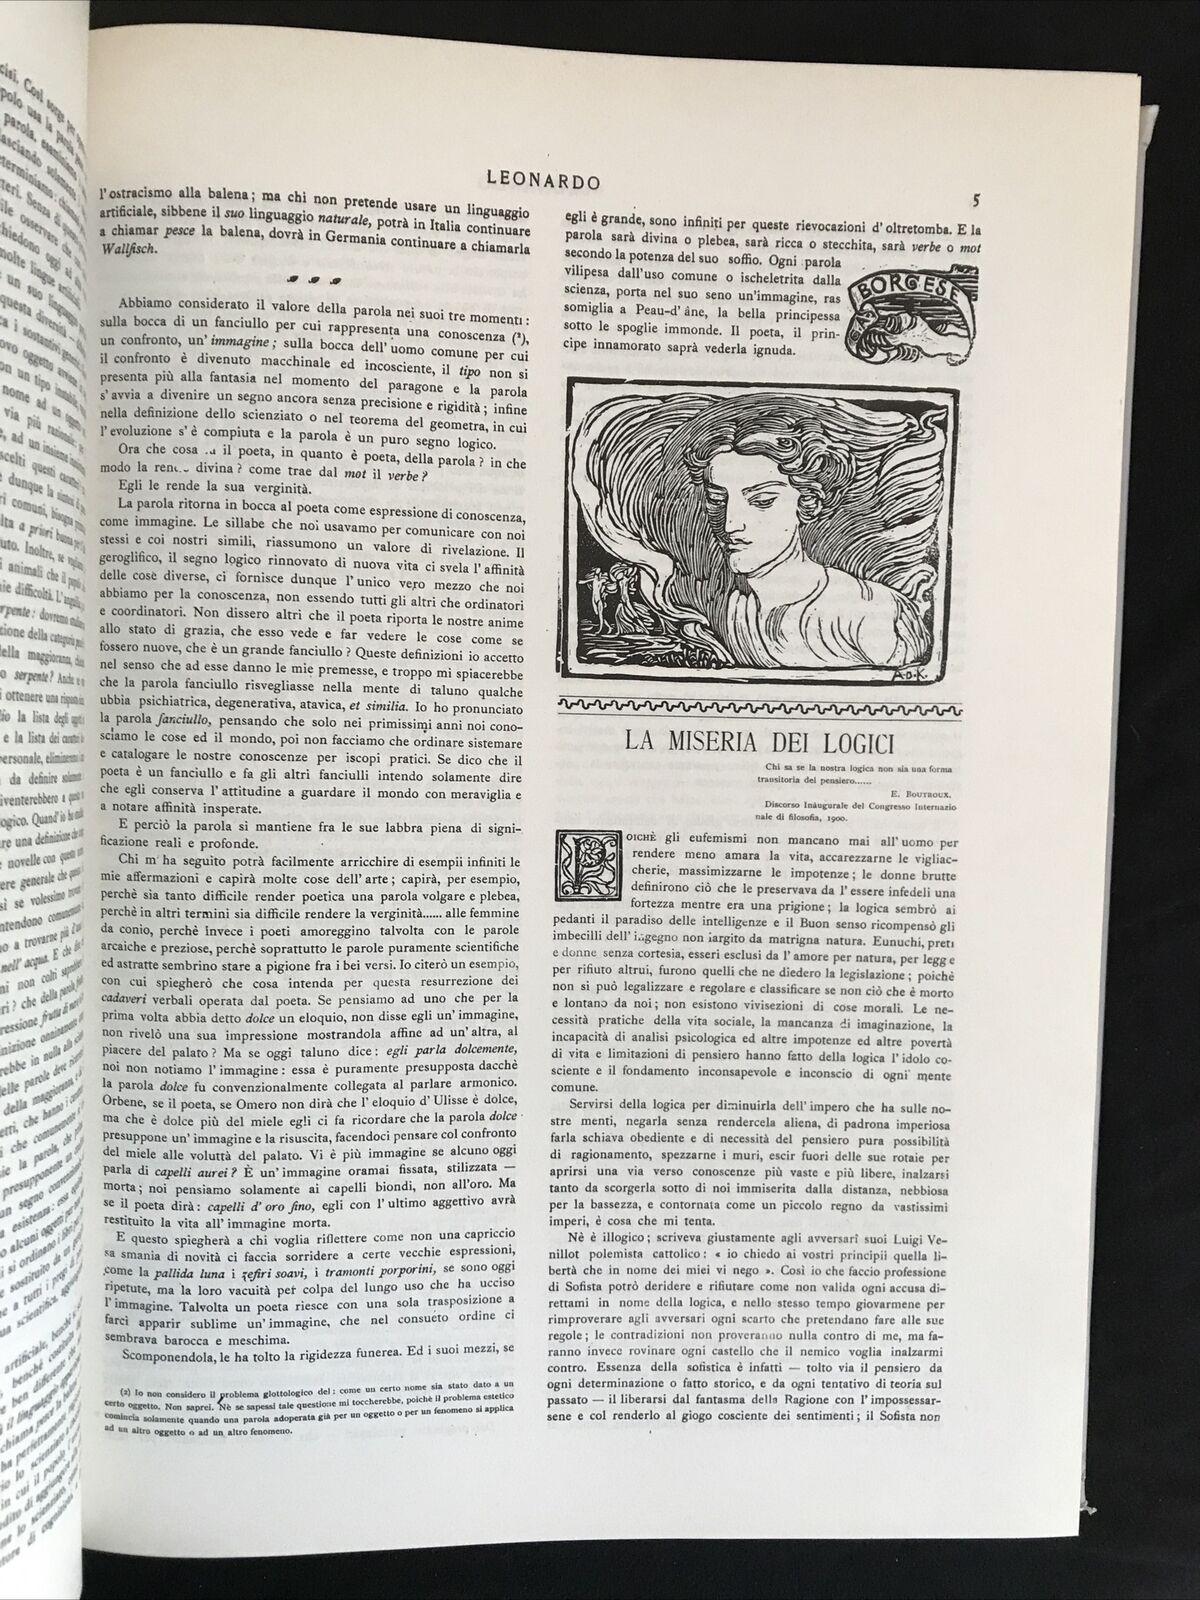 LEONARDO
5
l'ostracismo alla balena; ma chi non pretende usare un linguaggio
artificiale, sibbene il suo linguaggio naturale, potrà in Italia continuare
a chiamar pesce la balena, dovrà in Germania continuare a chiamarla
Wallfisch.
Abbiamo considerato il valore della parola nei suoi tre momenti:
sulla bocca di un fanciullo per cui rappresenta una conoscenza (²),
un confronto, un' immagine; sulla bocca dell'uomo comune per cui
il confronto è divenuto macchinale ed incosciente, il tipo non si
presenta più alla fantasia nel momento del paragone e la parola
s'avvia a divenire un segno ancora senza precisione e rigidità; infine
nella definizione dello scienziato o nel teorema del geometra, in cui
l'evoluzione s'è compiuta e la parola è un puro segno logico.
Ora che cosa il poeta, in quanto è poeta, della parola? in che
modo la divina? come trae dal mot il verbe?
Egli le rende la sua verginità.
La parola ritorna in bocca al poeta come espressione di conoscenza,
come immagine. Le sillabe che noi usavamo per comunicare con noi
stessi e coi nostri simili, riassumono un valore di rivelazione. Il
geroglifico, il segno logico rinnovato di nuova vita ci svela l'affinità
delle cose diverse, ci fornisce dunque l'unico vero mezzo che noi
abbiamo per la conoscenza, non essendo tutti gli altri che ordinatori
e coordinatori. Non dissero altri che il poeta riporta le nostre anime
allo stato di grazia, che esso vede e far vedere le cose come se
fossero nuove, che è un grande fanciullo? Queste definizioni io accetto
nel senso che ad esse danno le mie premesse, e troppo mi spiacerebbe
che la parola fanciullo risvegliasse nella mente di taluno qualche
ubbia psichiatrica, degenerativa, atavica, et similia. Io ho pronunciato
la parola fanciullo, pensando che solo nei primissimi anni noi cono-
sciamo le cose ed il mondo, poi non facciamo che ordinare sistemare
e catalogare le nostre conoscenze per iscopi pratici. Se dico che il
poeta è un fanciullo e fa gli altri fanciulli intendo solamente dire
che egli conserva l'attitudine a guardare il mondo con meraviglia e
a notare affinità insperate.
E perciò la parola si mantiene fra le sue labbra piena di signi-
ficazione reali e profonde.
Chi m'ha seguito potrà facilmente arricchire di esempii infiniti le
mie affermazioni e capirà molte cose dell'arte; capirà, per esempio,
perchè sia tanto difficile render poetica una parola volgare e plebea,
perchè in altri termini sia difficile rendere la verginità...... alle femmine
da conio, perchè invece i poeti amoreggino talvolta con le parole
arcaiche e preziose, perchè soprattutto le parole puramente scientifiche
ed astratte sembrino stare a pigione fra i bei versi. Io citerò un esempio,
con cui spiegherò che cosa intenda per questa resurrezione dei
cadaveri verbali operata dal poeta. Se pensiamo ad uno che per la
prima volta abbia detto dolce un eloquio, non disse egli un'immagine,
non rivelò una sua impressione mostrandola affine ad un'altra, al
piacere del palato? Ma se oggi taluno dice: egli parla dolcemente,
noi non notiamo l'immagine: essa è puramente presupposta dacchè
la parola dolce fu convenzionalmente collegata al parlare armonico.
Orbene, se il poeta, se Omero non dirà che l'eloquio d'Ulisse è dolce,
ma che è dolce più del miele egli ci fa ricordare che la parola dolce
presuppone un'immagine e la risuscita, facendoci pensare col confronto
del miele alle voluttà del palato. Vi è più immagine se alcuno oggi
parla di capelli aurei? È un'immagine oramai fissata, stilizzata —
morta; noi pensiamo solamente ai capelli biondi, non all'oro. Ma
se il poeta dirà: capelli d'oro fino, egli con l'ultimo aggettivo avrà
restituito la vita all'immagine morta.
E questo spiegherà a chi voglia riflettere come non una capriccio
sa smania di novità ci faccia sorridere a certe vecchie espressioni,
come la pallida luna i zefiri soavi, i tramonti porporini, se sono oggi
ripetute, ma la loro vacuità per colpa del lungo uso che ha ucciso
l'immagine. Talvolta un poeta riesce con una sola trasposizione a
farci apparir sublime un'immagine, che nel consueto ordine ci
sembrava barocca e meschima.
Scomponendola, le ha tolto la rigidezza funerea. Ed i suoi mezzi, se
(2) Io non considero il problema glottologico del: come un certo nome sia stato dato a un
certo oggetto. Non saprei. Nè se sapessi tale questione mi toccherebbe, poichè il problema estetico
comincia solamente quando una parola adoperata già per un oggetto o per un fenomeno si applica
ad un altro oggetto o ad un altro fenomeno.
egli è grande, sono infiniti per queste rievocazioni d'oltretomba. E la
parola sarà divina o plebea, sarà ricca o stecchita, sarà verbe o mot
secondo la potenza del suo soffio. Ogni parola
vilipesa dall'uso comune o ischeletrita dalla
scienza, porta nel suo seno un'immagine, ras
somiglia a Peau-d'âne, la bella principessa
sotto le spoglie immonde. Il poeta, il prin-
cipe innamorato saprà vederla ignuda.
BORGESE
A.D.K.
LA MISERIA DEI LOGICI
Chi sa se la nostra logica non sia una forma
transitoria del pensiero......
E. BOUTROUX.
Discorso Inaugurale del Congresso Internazio
nale di filosofia, 1900.
POICHÈ gli eufemismi non mancano mai all'uomo per
rendere meno amara la vita, accarezzarne le vigliac-
cherie, massimizzarne le impotenze; le donne brutte
definirono ciò che le preservava da l'essere infedeli una
fortezza mentre era una prigione; la logica sembrò ai
pedanti il paradiso delle intelligenze e il Buon senso ricompensò gli
imbecilli dell'ingegno non largito da matrigna natura. Eunuchi, preti
e donne senza cortesia, esseri esclusi da l'amore per natura, per legge
per rifiuto altrui, furono quelli che ne diedero la legislazione; poichè
non si può legalizzare e regolare e classificare se non ciò che è morto
e lontano da noi; non esistono vivisezioni di cose morali. Le ne-
cessità pratiche della vita sociale, la mancanza di imaginazione, la
incapacità di analisi psicologica ed altre impotenze ed altre povertà
di vita e limitazioni di pensiero hanno fatto della logica l'idolo co-
sciente e il fondamento inconsapevole e inconscio di ogni mente
comune.
Servirsi della logica per diminuirla dell'impero che ha sulle no-
stre menti, negarla senza rendercela aliena, di padrona imperiosa
farla schiava obediente e di necessità del pensiero pura possibilità
di ragionamento, spezzarne i muri, escir fuori delle sue rotaie per
aprirsi una via verso conoscenze più vaste e più libere, inalzarsi
tanto da scorgerla sotto di noi immiserita dalla distanza, nebbiosa
per la bassezza, e contornata come un piccolo regno da vastissimi
imperi, è cosa che mi tenta.
Nè è illogico; scriveva giustamente agli avversarî suoi Luigi Ve-
nillot polemista cattolico: « io chiedo ai vostri principii quella li-
bertà che in nome dei miei vi nego ». Così io che faccio professione
di Sofista potrò deridere e rifiutare come non valida ogni accusa di-
rettami in nome della logica, e nello stesso tempo giovarmene per
rimproverare agli avversari ogni scarto che pretendano fare alle sue
regole; le contradizioni non proveranno nulla contro di me, ma fa-
ranno invece rovinare ogni castello che il nemico voglia inalzarmi
contro. Essenza della sofistica è infatti — tolto via il pensiero da
ogni determinazione o fatto storico, e da ogni tentativo di teoria sul
passato — il liberarsi dal fantasma della Ragione con l'impossessar-
sene e col renderlo al giogo cosciente dei sentimenti; il Sofista non